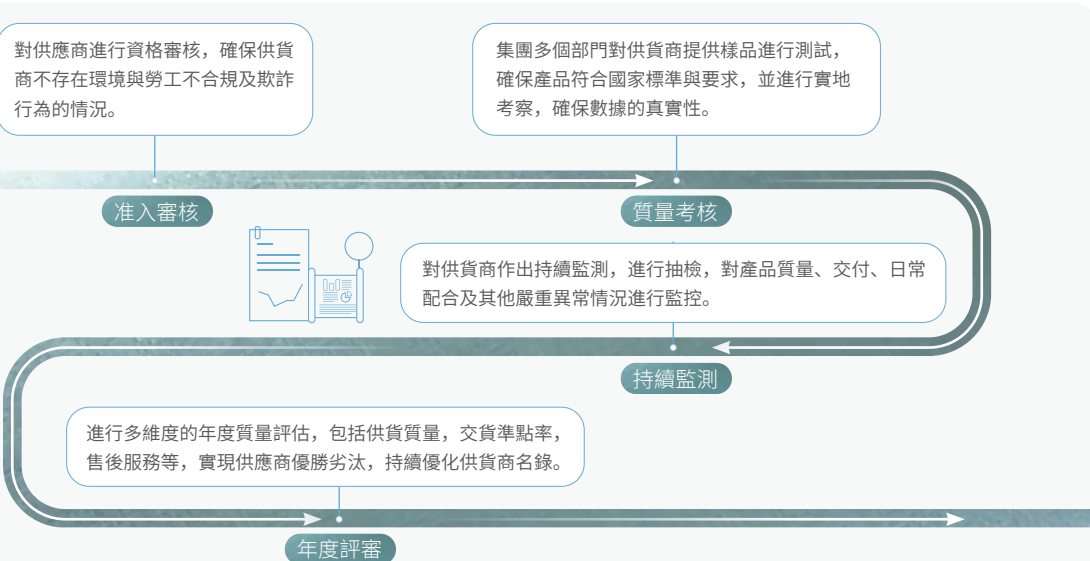 對供應商進行資格審核，確保供貨
商不存在環境與勞工不合規及欺詐
行為的情況。
准入審核
集團多個部門對供貨商提供樣品進行測試，
確保產品符合國家標準與要求，並進行實地
考察，確保數據的真實性。
質量考核
對供貨商作出持續監測，進行抽檢，對產品質量、交付、日常
配合及其他嚴重異常情況進行監控。
持續監測
進行多維度的年度質量評估，包括供貨質量，交貨準點率，
售後服務等，實現供應商優勝劣汰，持續優化供貨商名錄。
年度評審